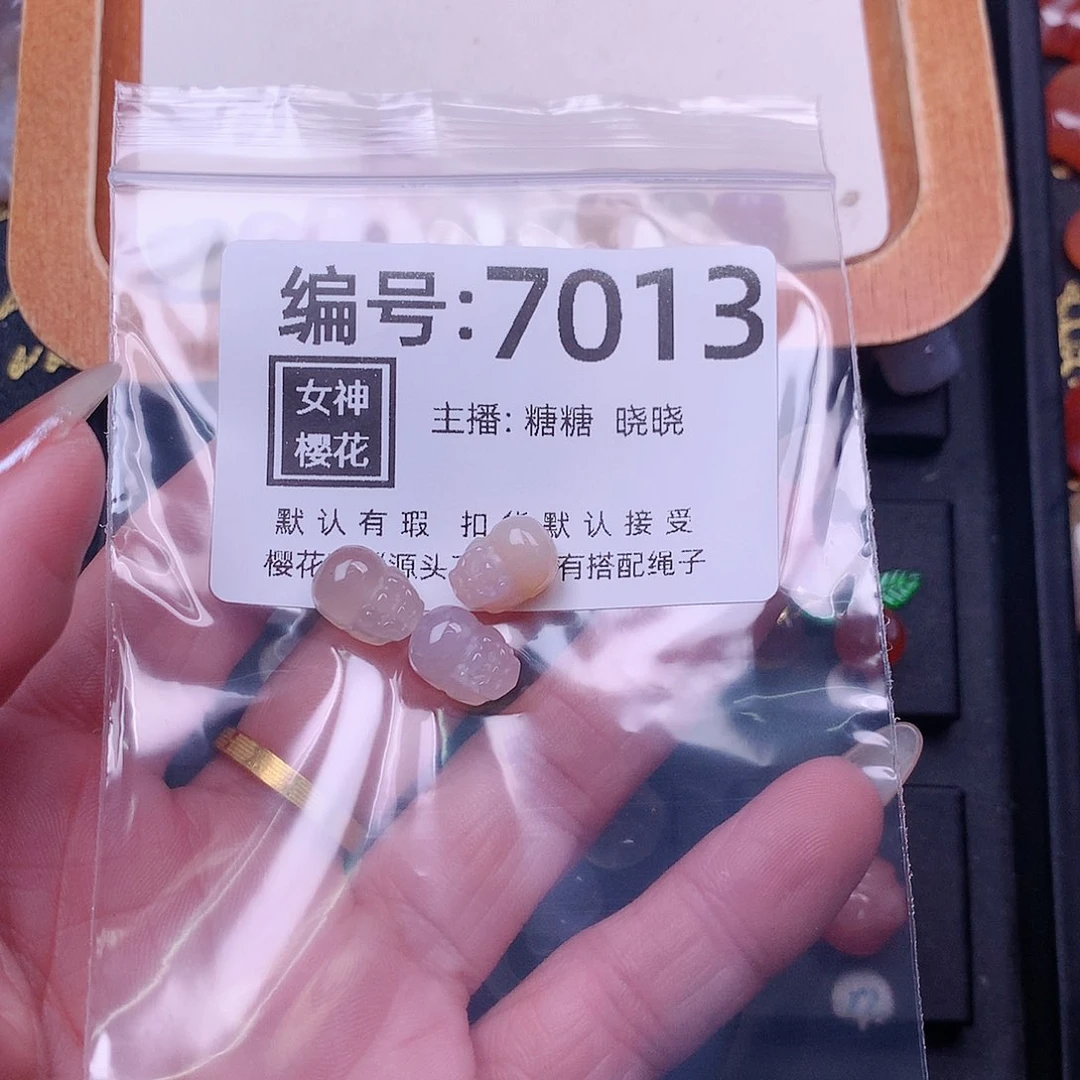 编号:7013
女神
樱花
主播: 糖糖 晓晓
默认有瑕 扣 默认接受
樱花 源头 有搭配绳子